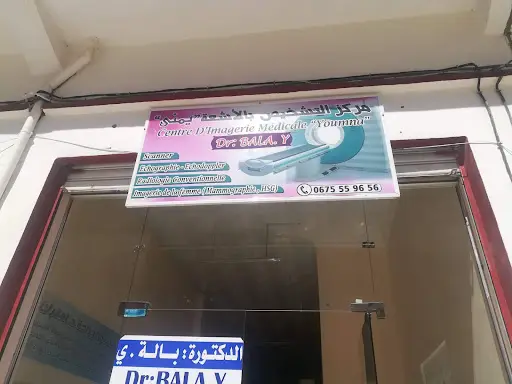 مركز التشخيص بالأشعة "يمنى"
Centre D'Imagerie Médicale "Youmna"
Dr: BALA. Y
Scanner
Echographie - Echodoppler
Radiologie Conventionnelle
Imagerie de la femme (Mammographie, HSG)
0675 55 96 56
الدكتورة : بالة . ي
Dr: BALA. Y